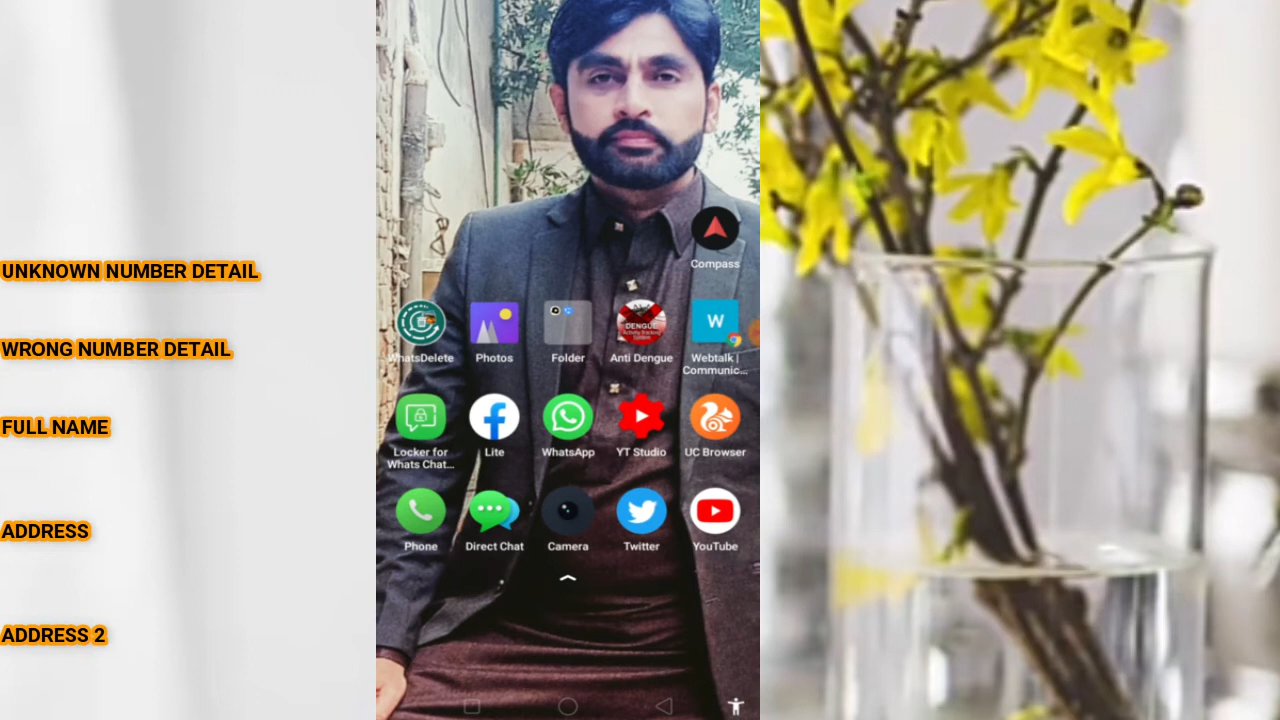 UNKNOWN NUMBER DETAIL
WRONG NUMBER DETAIL
FULL NAME
ADDRESS
ADDRESS 2
Compass
WhatsDelete
Photos
Folder
DENGUE
Anti Dengue
W
Webtalk |
Communic...
Locker for
Whats Chat...
Lite
WhatsApp
YT Studio
UC Browser
Phone
Direct Chat
Camera
Twitter
YouTube